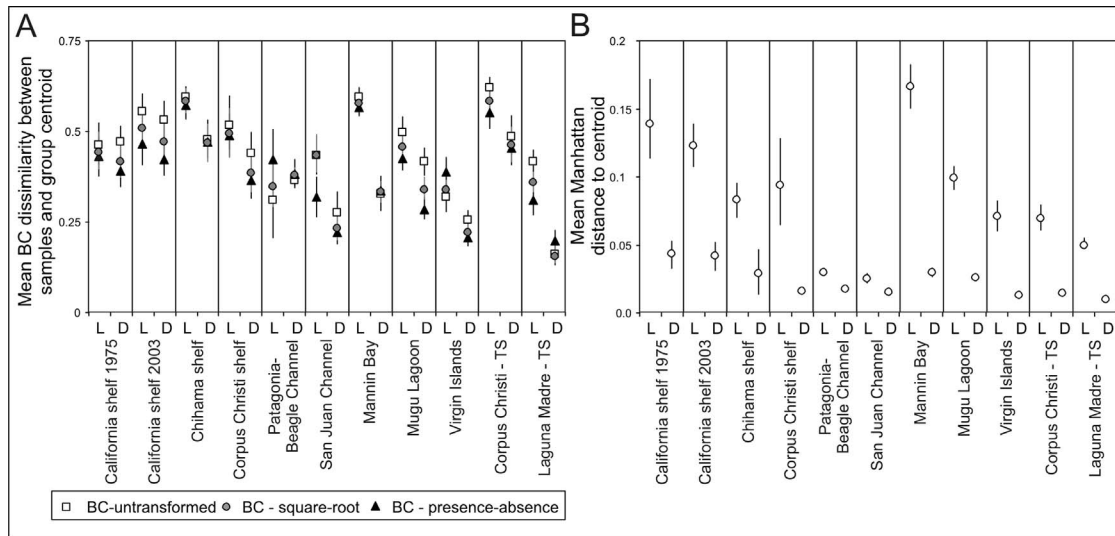 A
Mean BC dissimilarity between
samples and group centroid
0.75
0.5
0.25
0
L D L D L D L D L D L D L D L D L D L D L D
California shelf 1975
California shelf 2003
Chihama shelf
Corpus Christi shelf
Patagonia-
Beagle Channel
San Juan Channel
Mannin Bay
Mugu Lagoon
Virgin Islands
Corpus Christi - TS
Laguna Madre - TS
BC-untransformed BC - square-root BC - presence-absence
B
Mean Manhattan
distance to centroid
0.2
0.15
0.1
0.05
0.0
L D L D L D L D L D L D L D L D L D L D L D
California shelf 1975
California shelf 2003
Chihama shelf
Corpus Christi shelf
Patagonia-
Beagle Channel
San Juan Channel
Mannin Bay
Mugu Lagoon
Virgin Islands
Corpus Christi - TS
Laguna Madre - TS